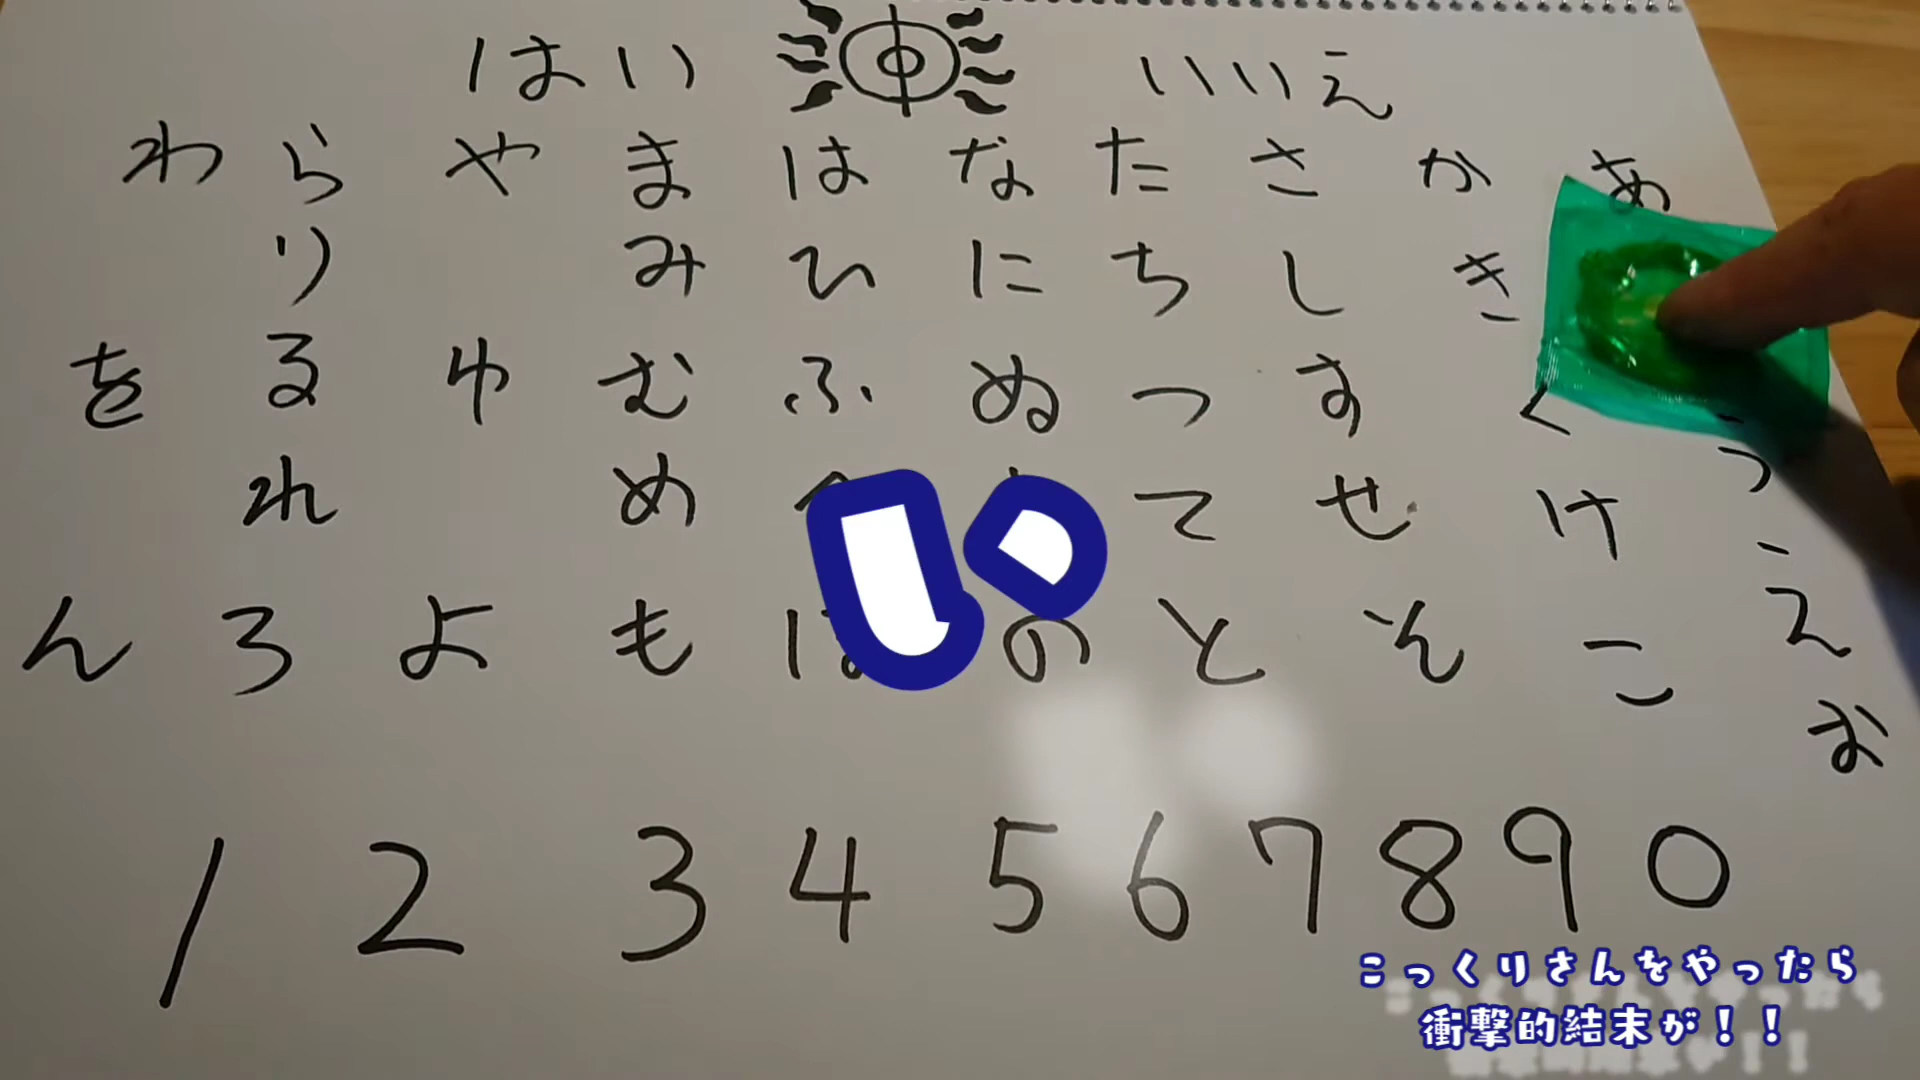 はい いいえ
わ らやまはなたさかあ
り みひにちしき
をるゆむふぬつすく
れ め てせけ
え
んろよも のとそこ
お
い
1 2 3 4 5 6 7 8 9 0
こっくりさんをやったら
衝撃的結末が！！